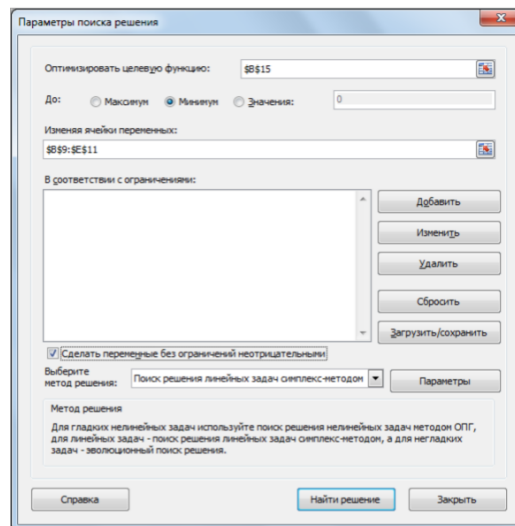 Параметры поиска решения
Оптимизировать целевую функцию: $B$15
До: Максимум Минимум Значения: 0
Изменяя ячейки переменных:
$B$9:$E$11
В соответствии с ограничениями:
Добавить
Изменить
Удалить
Сбросить
Загрузить/сохранить
Сделать переменные без ограничений неотрицательными
Выберите
метод решения: Поиск решения линейных задач симплекс-методом Параметры
Метод решения
Для гладких нелинейных задач используйте поиск решения нелинейных задач методом ОПГ,
для линейных задач - поиск решения линейных задач симплекс-методом, а для негладких
задач - эволюционный поиск решения.
Справка Найти решение Закрыть